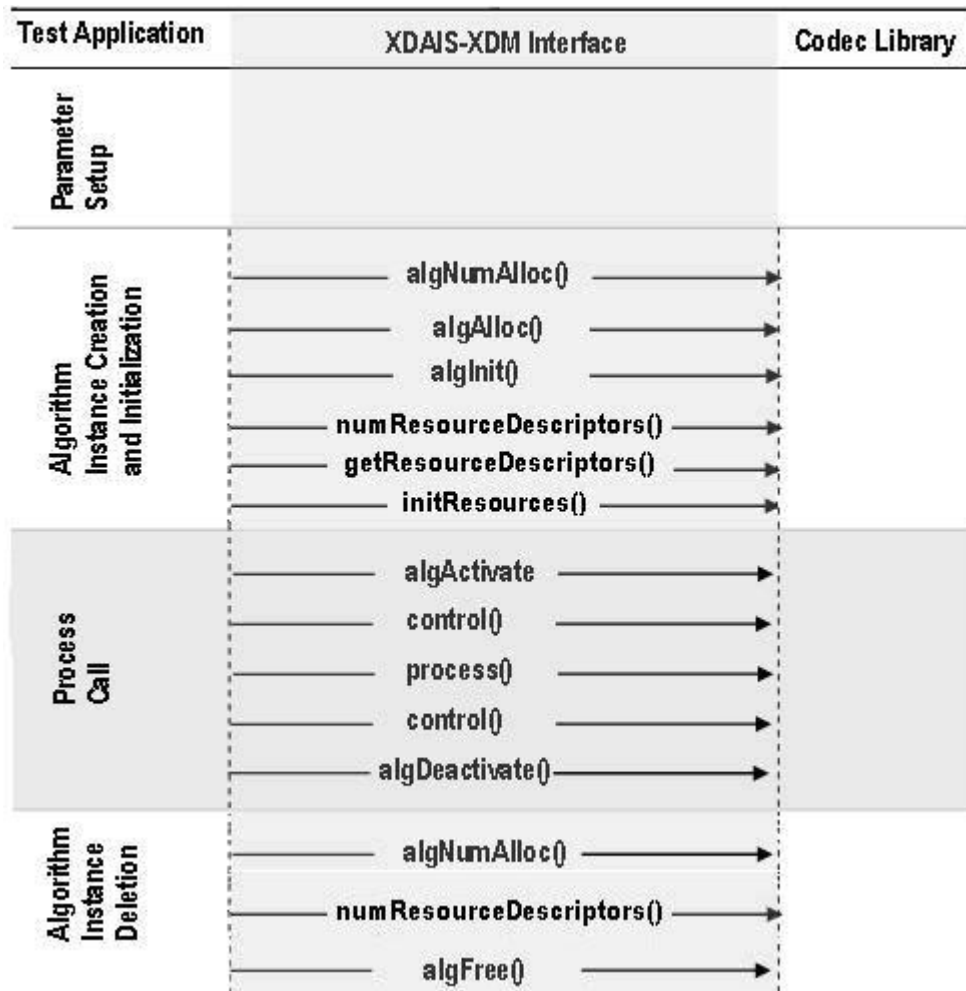 Test Application
XDAIS-XDM Interface
Codec Library
Parameter
Setup
Algorithm
Instance Creation
and Initialization
algNumAlloc()
algAlloc()
algInit()
numResourceDescriptors()
getResourceDescriptors()
initResources()
Process
Call
algActivate
control()
process()
control()
algDeactivate()
Algorithm
Instance
Deletion
algNumAlloc()
numResourceDescriptors()
algFree()